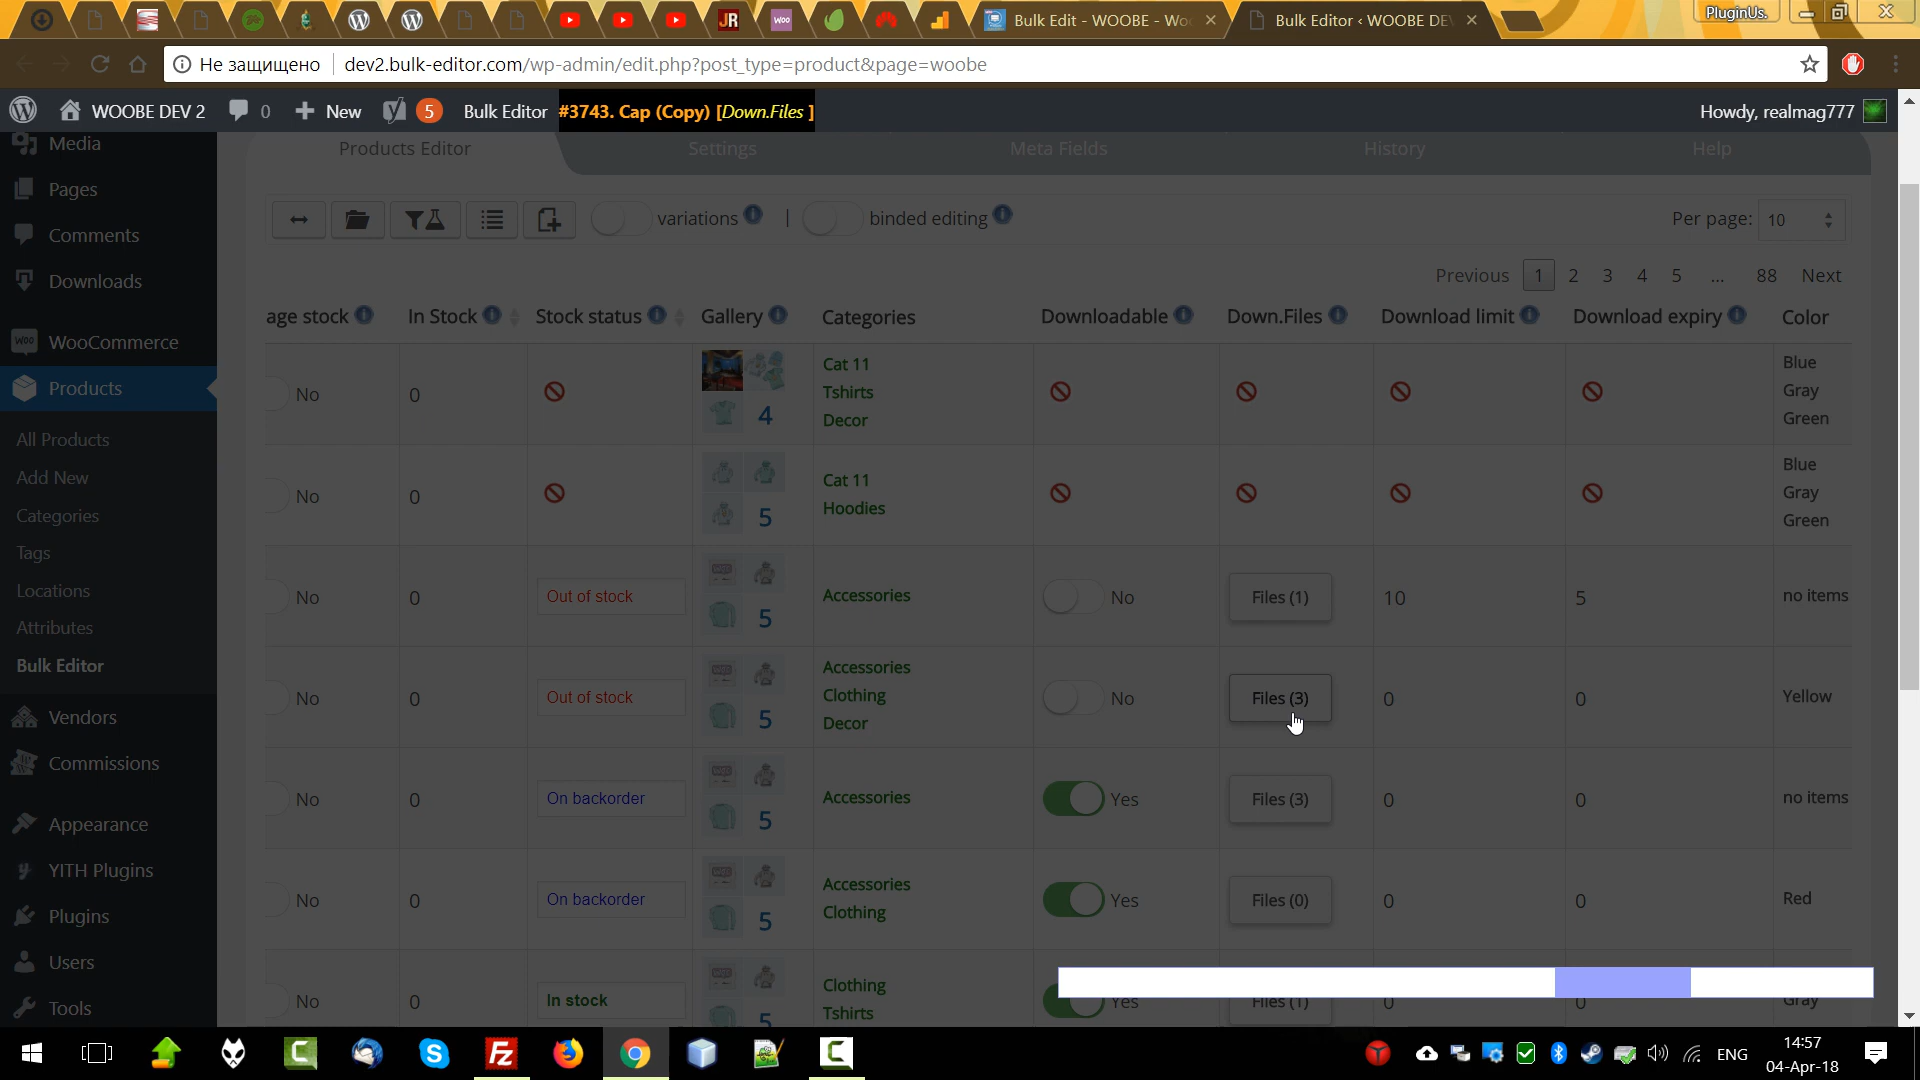 JR
woo
Bulk Edit - WOOBE - Wo
Bulk Editor ‹ WOOBE DE
PluginUs.
Не защищено
dev2.bulk-editor.com/wp-admin/edit.php?post_type=product&page=woobe
WOOBE DEV 2
0
New
5
Bulk Editor
#3743. Cap (Copy) [Down.Files ]
Howdy, realmag777
Media
Pages
Comments
Downloads
WooCommerce
Products
All Products
Add New
Categories
Tags
Locations
Attributes
Bulk Editor
Vendors
Commissions
Appearance
YITH Plugins
Plugins
Users
Tools
Products Editor
Settings
Meta Fields
History
Help
variations
|
binded editing
Per page:
10
Previous 1 2 3 4 5 ... 88 Next
age stock In Stock Stock status Gallery Categories Downloadable Down.Files Download limit Download expiry Color
No 0 4
Cat 11
Tshirts
Decor
Blue
Gray
Green
No 0 5
Cat 11
Hoodies
Blue
Gray
Green
No 0 Out of stock 5 Accessories No Files (1) 10 5 no items
No 0 Out of stock 5
Accessories
Clothing
Decor
No Files (3) 0 0 Yellow
No 0 On backorder 5 Accessories Yes Files (3) 0 0 no items
No 0 On backorder 5
Accessories
Clothing
Yes Files (0) 0 0 Red
No 0 In stock 5
Clothing
Tshirts
Yes Files (1) 0 0 Gray
ENG
14:57
04-Apr-18